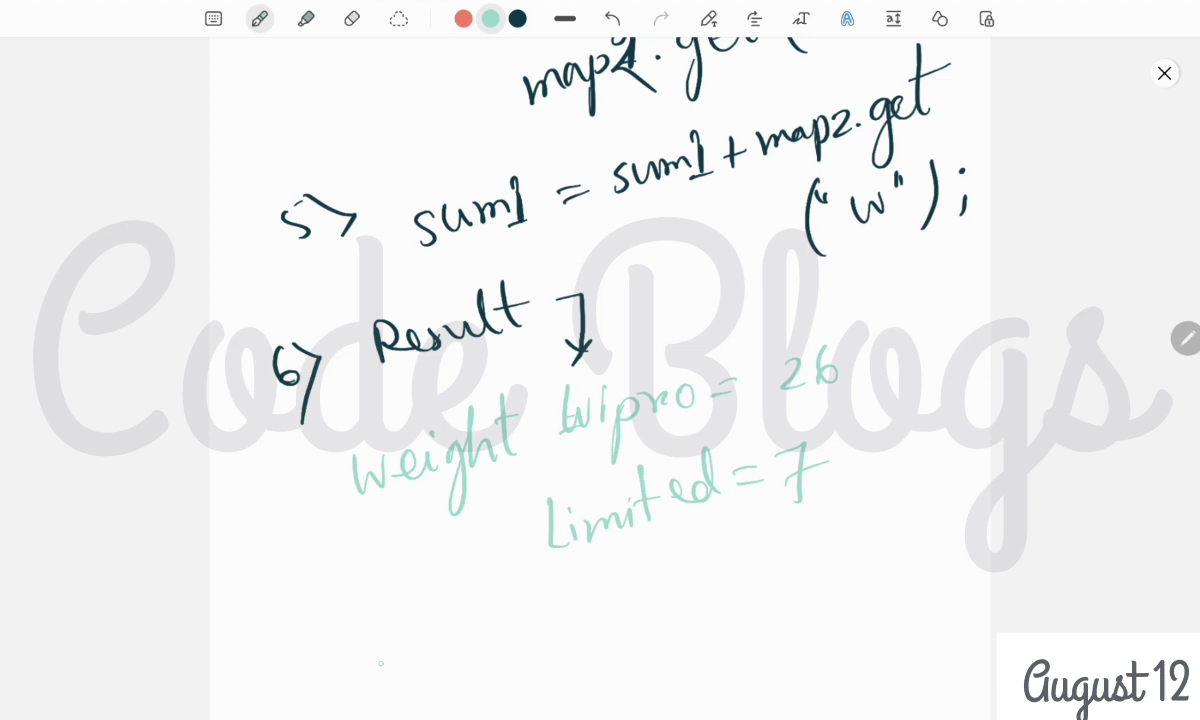 map2.get(
5) sum1 = sum1 + map2.get
("w");
6) Result
Weight Wipro = 26
Limited = 7
Code Blogs
August 12